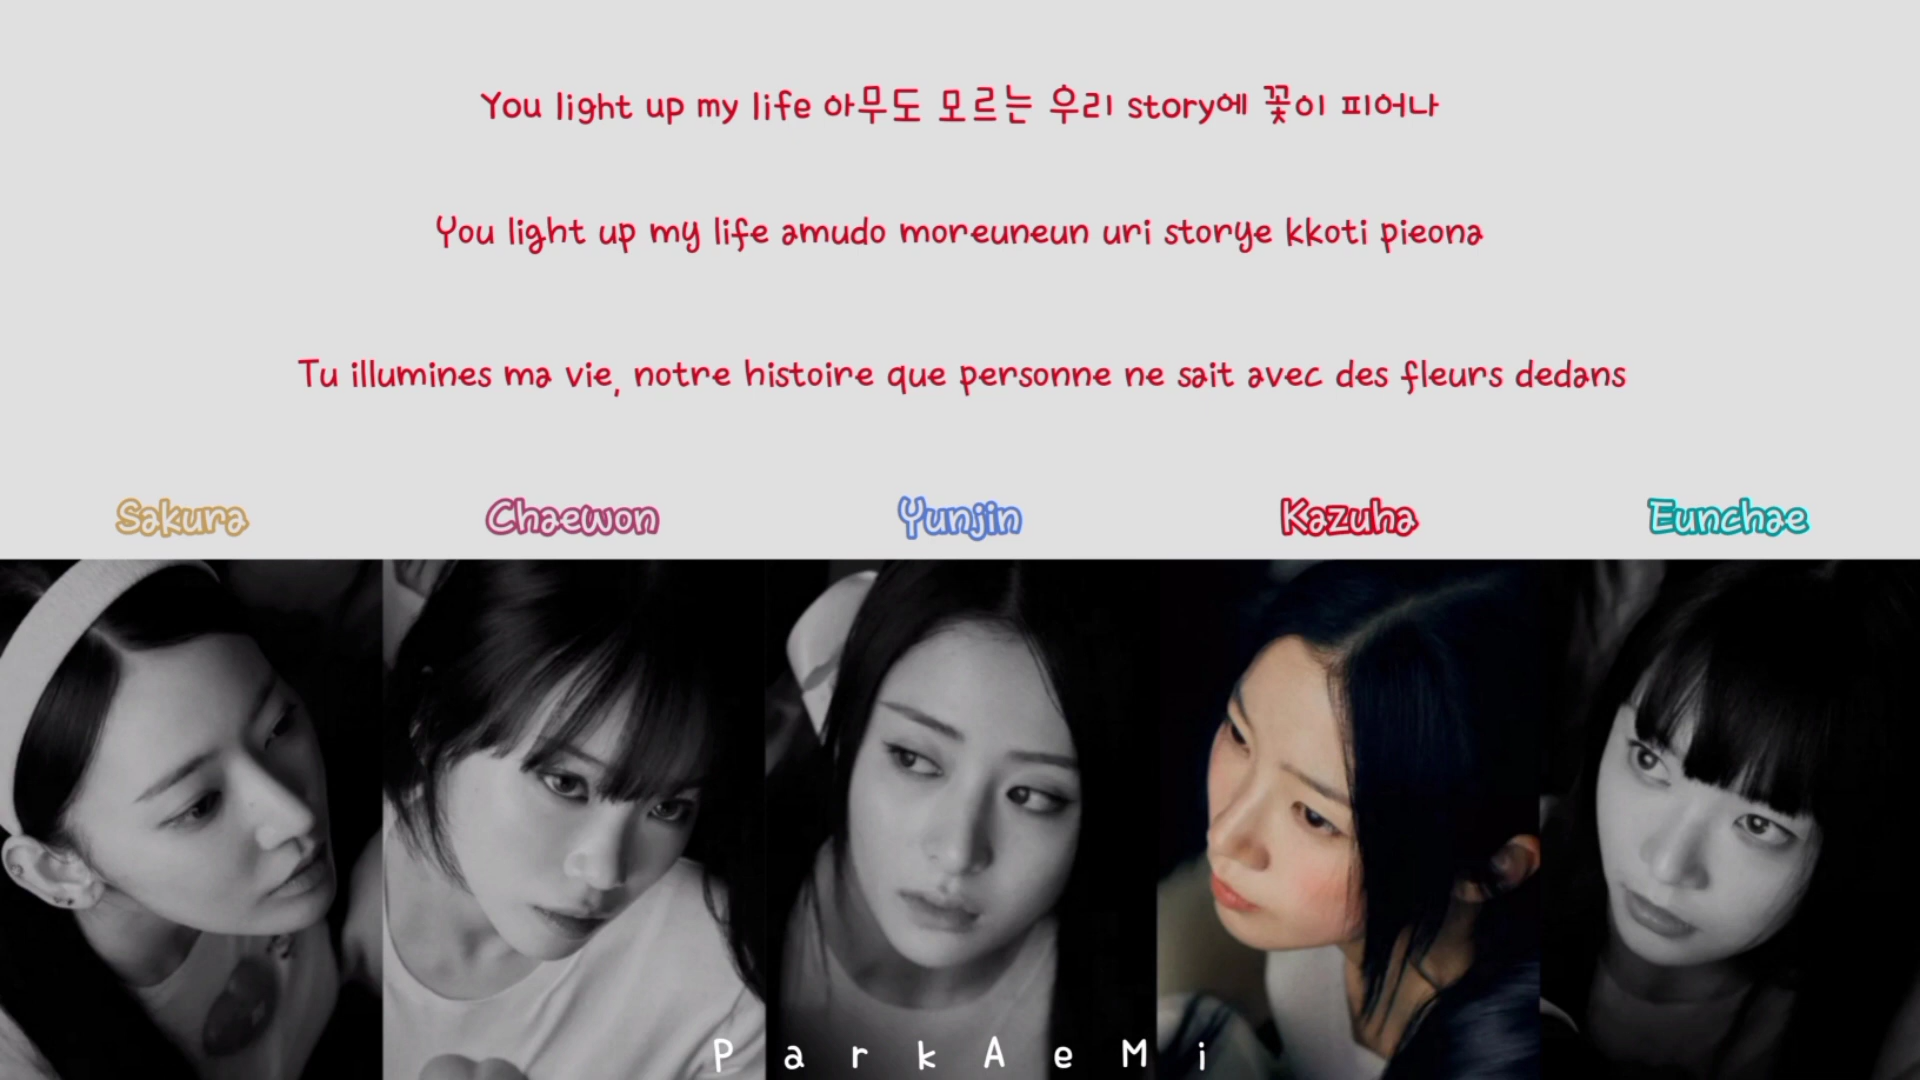 You light up my life 아무도 모르는 우리 story에 꽃이 피어나
You light up my life amudo moreuneun uri storye kkoti pieona
Tu illumines ma vie, notre histoire que personne ne sait avec des fleurs dedans
Sakura Chaewon Yunjin Kazuha Eunchae
ParkAeMi